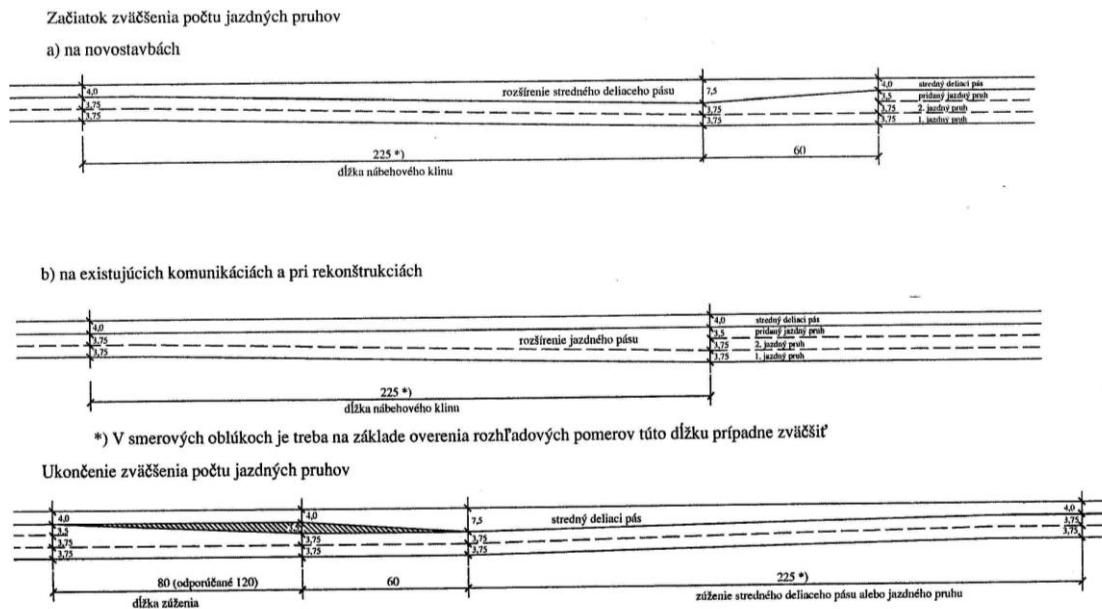 Začiatok zväčšenia počtu jazdných pruhov
a) na novostavbách
4,0
3,75
3,75
rozšírenie stredného deliaceho pásu
7,5
3,75
3,75
4,0 stredný deliaci pás
3,5 pridaný jazdný pruh
3,75 2. jazdný pruh
3,75 1. jazdný pruh
225 *)
60
dĺžka nábehového klinu
b) na existujúcich komunikáciach a pri rekonštrukciách
4,0
3,75
3,75
rozšírenie jazdného pásu
4,0 stredný deliaci pás
3,5 pridaný jazdný pruh
3,75 2. jazdný pruh
3,75 1. jazdný pruh
225 *)
dĺžka nábehového klinu
*) V smerových oblúkoch je treba na základe overenia rozhľadových pomerov túto dĺžku prípadne zväčšiť
Ukončenie zväčšenia počtu jazdných pruhov
4,0
3,5
3,75
3,75
4,0
3,75
3,75
7,5
3,75
3,75
stredný deliaci pás
4,0
3,75
3,75
80 (odporúčané 120)
60
225 *)
dĺžka zúženia
zúženie stredného deliaceho pásu alebo jazdného pruhu